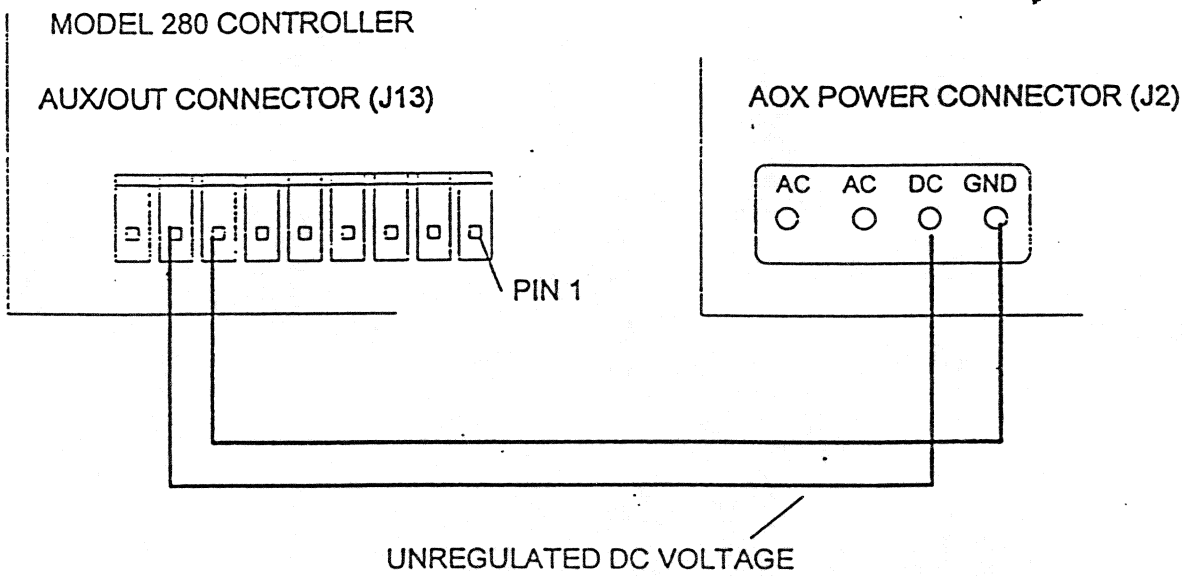 MODEL 280 CONTROLLER
AUX/OUT CONNECTOR (J13)
AOX POWER CONNECTOR (J2)
AC AC DC GND
PIN 1
UNREGULATED DC VOLTAGE